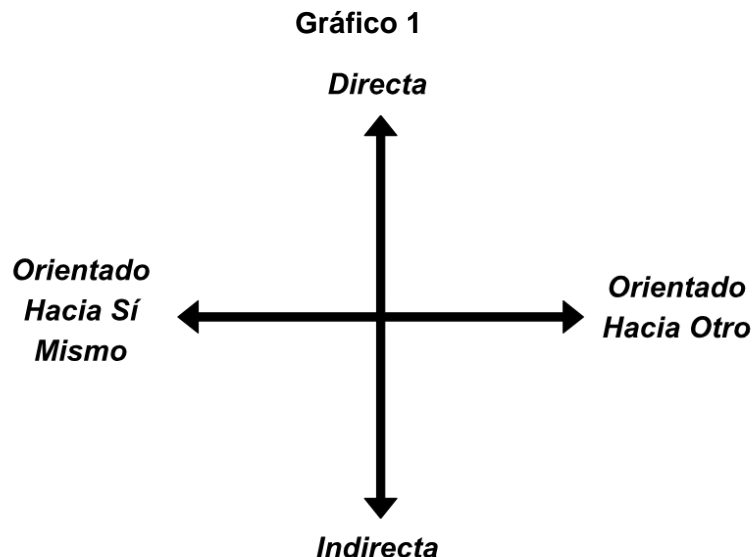 Gráfico 1
Directa
Orientado
Hacia Sí
Mismo
Orientado
Hacia Otro
Indirecta